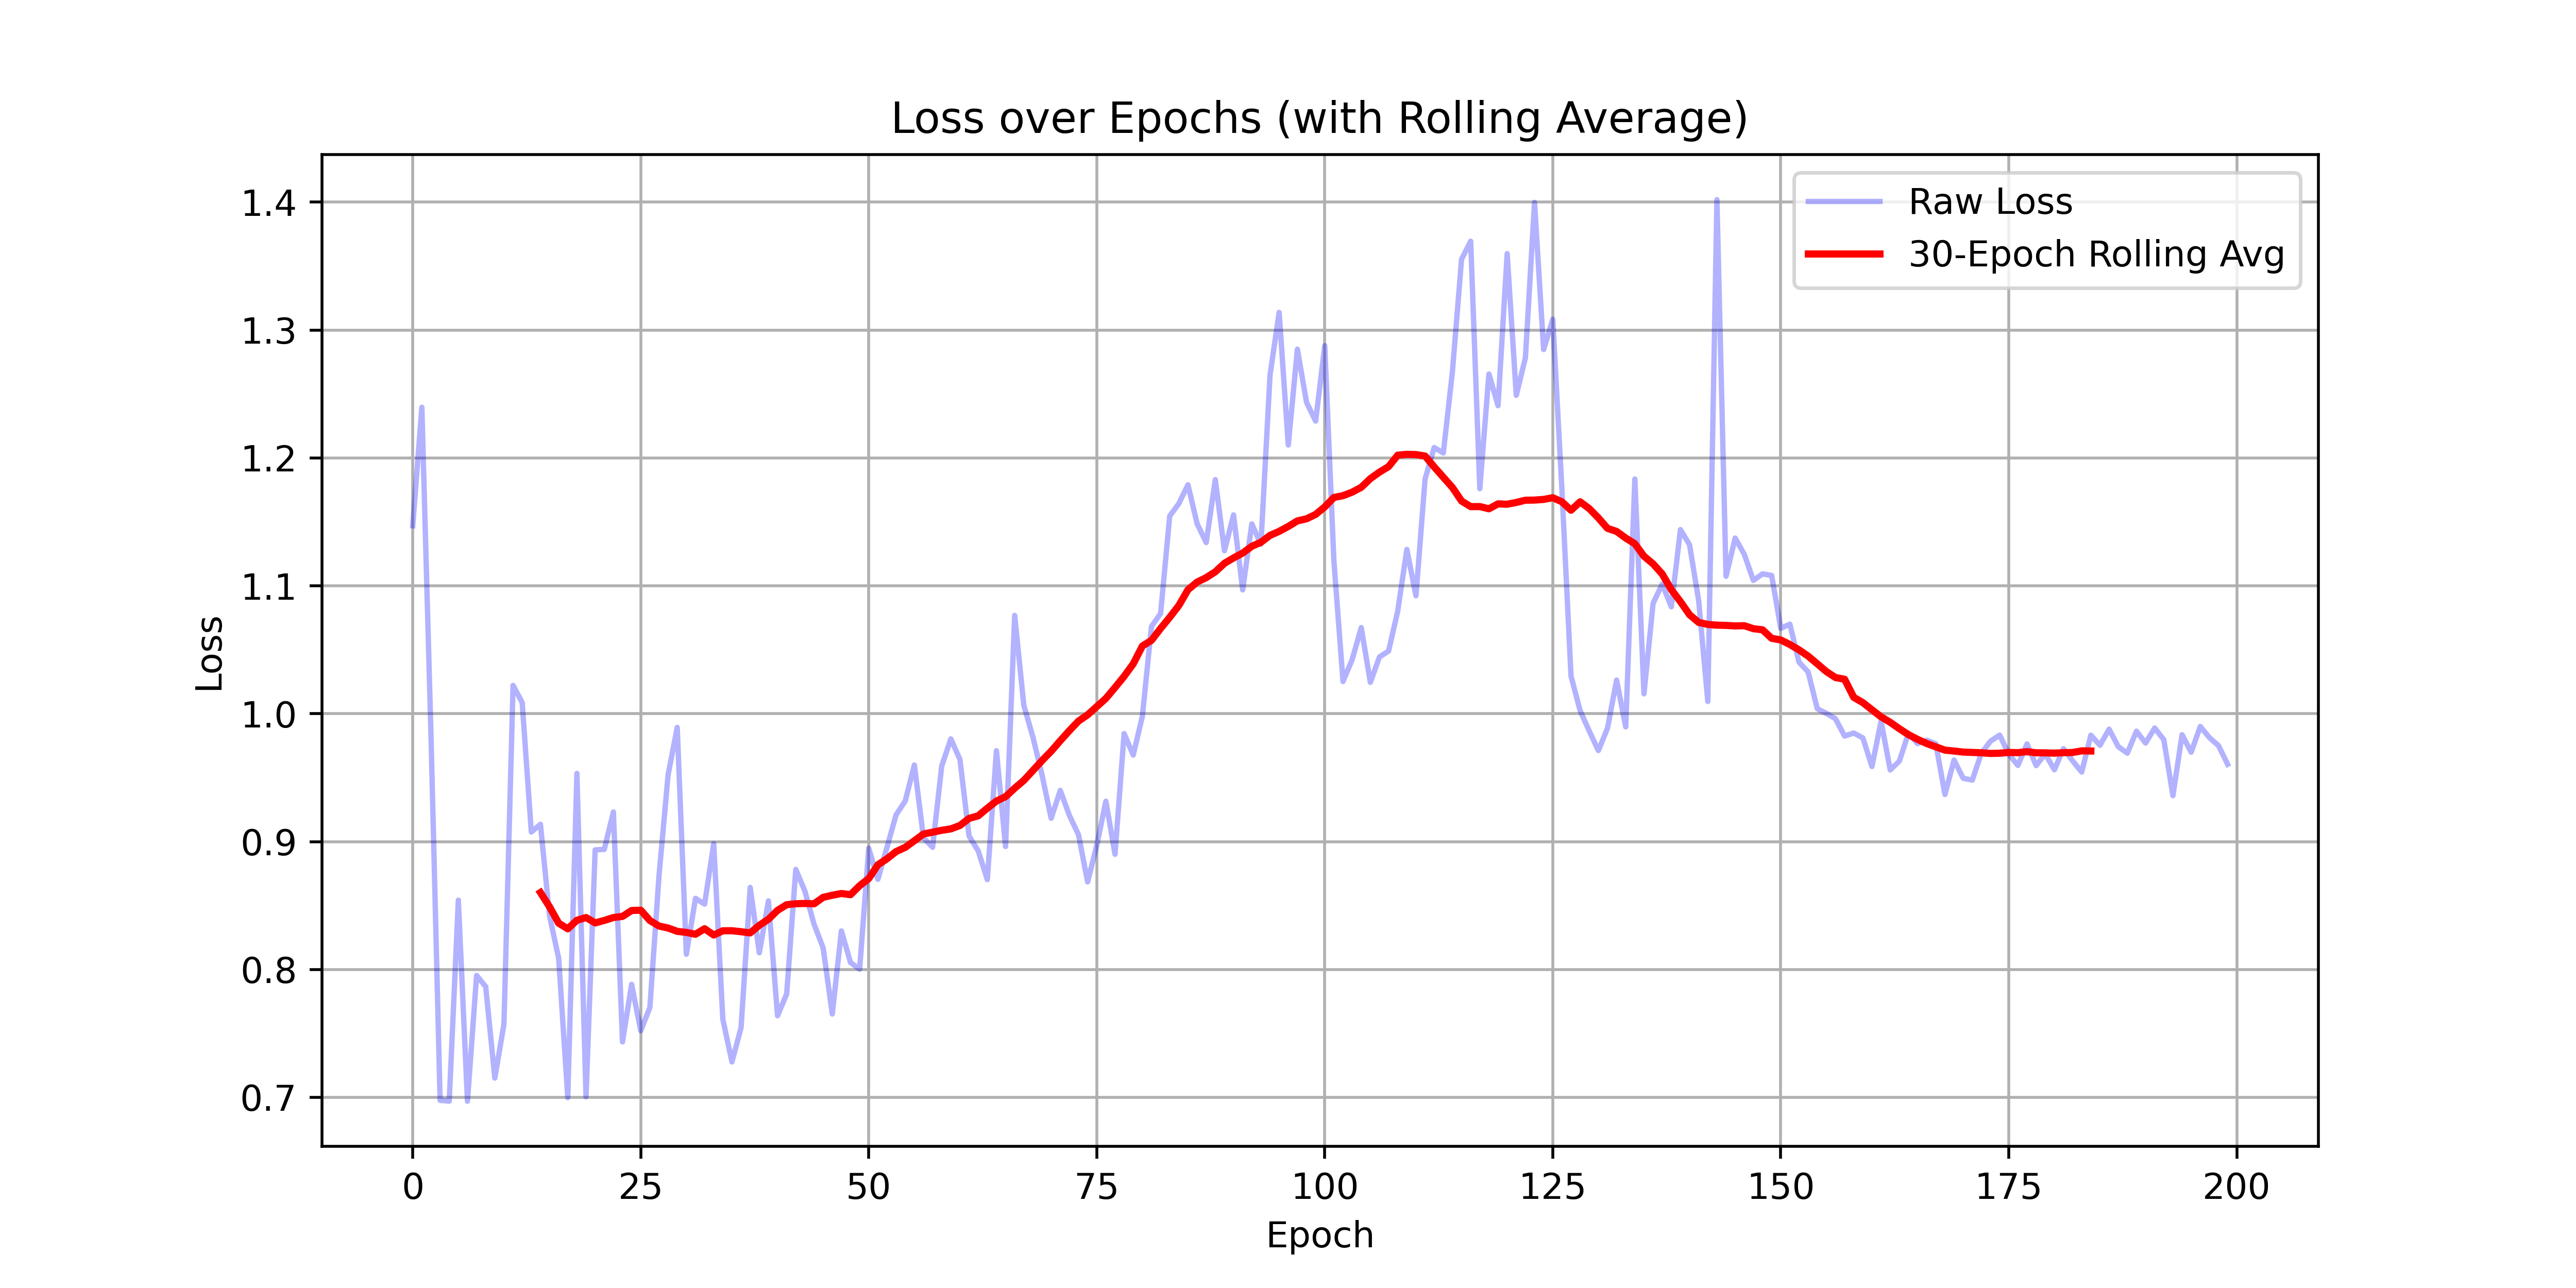 Loss over Epochs (with Rolling Average)
Raw Loss
30-Epoch Rolling Avg
1.4
1.3
1.2
1.1
1.0
0.9
0.8
0.7
Loss
0 25 50 75 100 125 150 175 200
Epoch